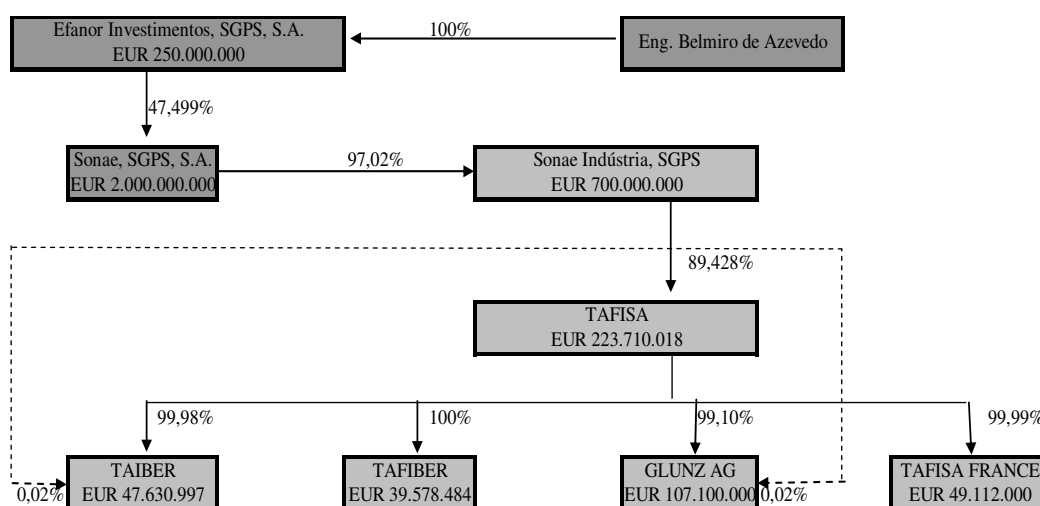 Efanor Investimentos, SGPS, S.A.
EUR 250.000.000
100%
Eng. Belmiro de Azevedo
47,499%
Sonae, SGPS, S.A.
EUR 2.000.000.000
97,02%
Sonae Indústria, SGPS
EUR 700.000.000
89,428%
TAFISA
EUR 223.710.018
99,98%
100%
99,10%
99,99%
0,02%
TAIBER
EUR 47.630.997
TAFIBER
EUR 39.578.484
GLUNZ AG
EUR 107.100.000
0,02%
TAFISA FRANCE
EUR 49.112.000